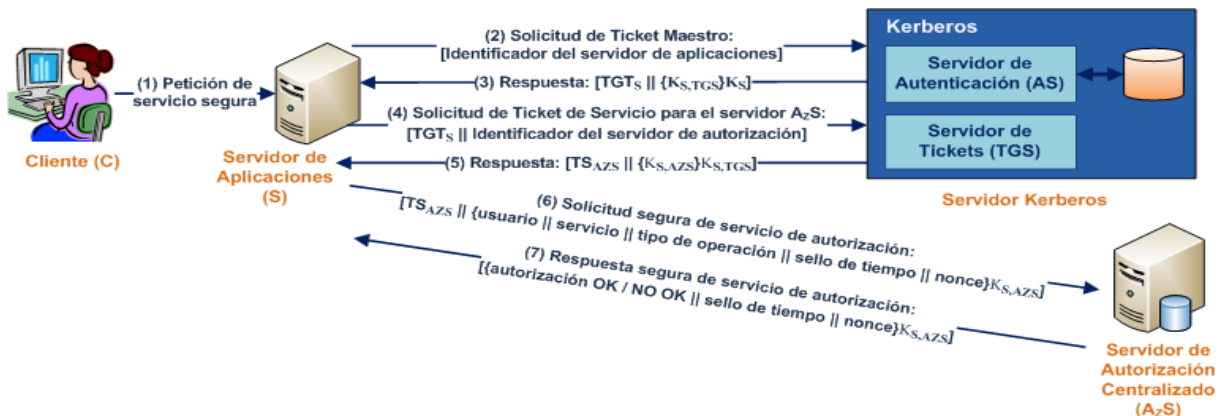 (1) Petición de
servicio segura
Cliente (C)
Servidor de
Aplicaciones
(S)
(2) Solicitud de Ticket Maestro:
[Identificador del servidor de aplicaciones]
(3) Respuesta: [TGTS || {KS,TGS}KS]
(4) Solicitud de Ticket de Servicio para el servidor AZS:
[TGTS || Identificador del servidor de autorización]
(5) Respuesta: [TSAZS || {KS,AZS}KS,TGS]
Kerberos
Servidor de
Autenticación (AS)
Servidor de
Tickets (TGS)
Servidor Kerberos
(6) Solicitud segura de servicio de autorización:
[TSAZS || {usuario || servicio || tipo de operación || sello de tiempo || nonce}KS,AZS]
(7) Respuesta segura de servicio de autorización:
[{autorización OK / NO OK || sello de tiempo || nonce}KS,AZS]
Servidor de
Autorización
Centralizado
(AZS)